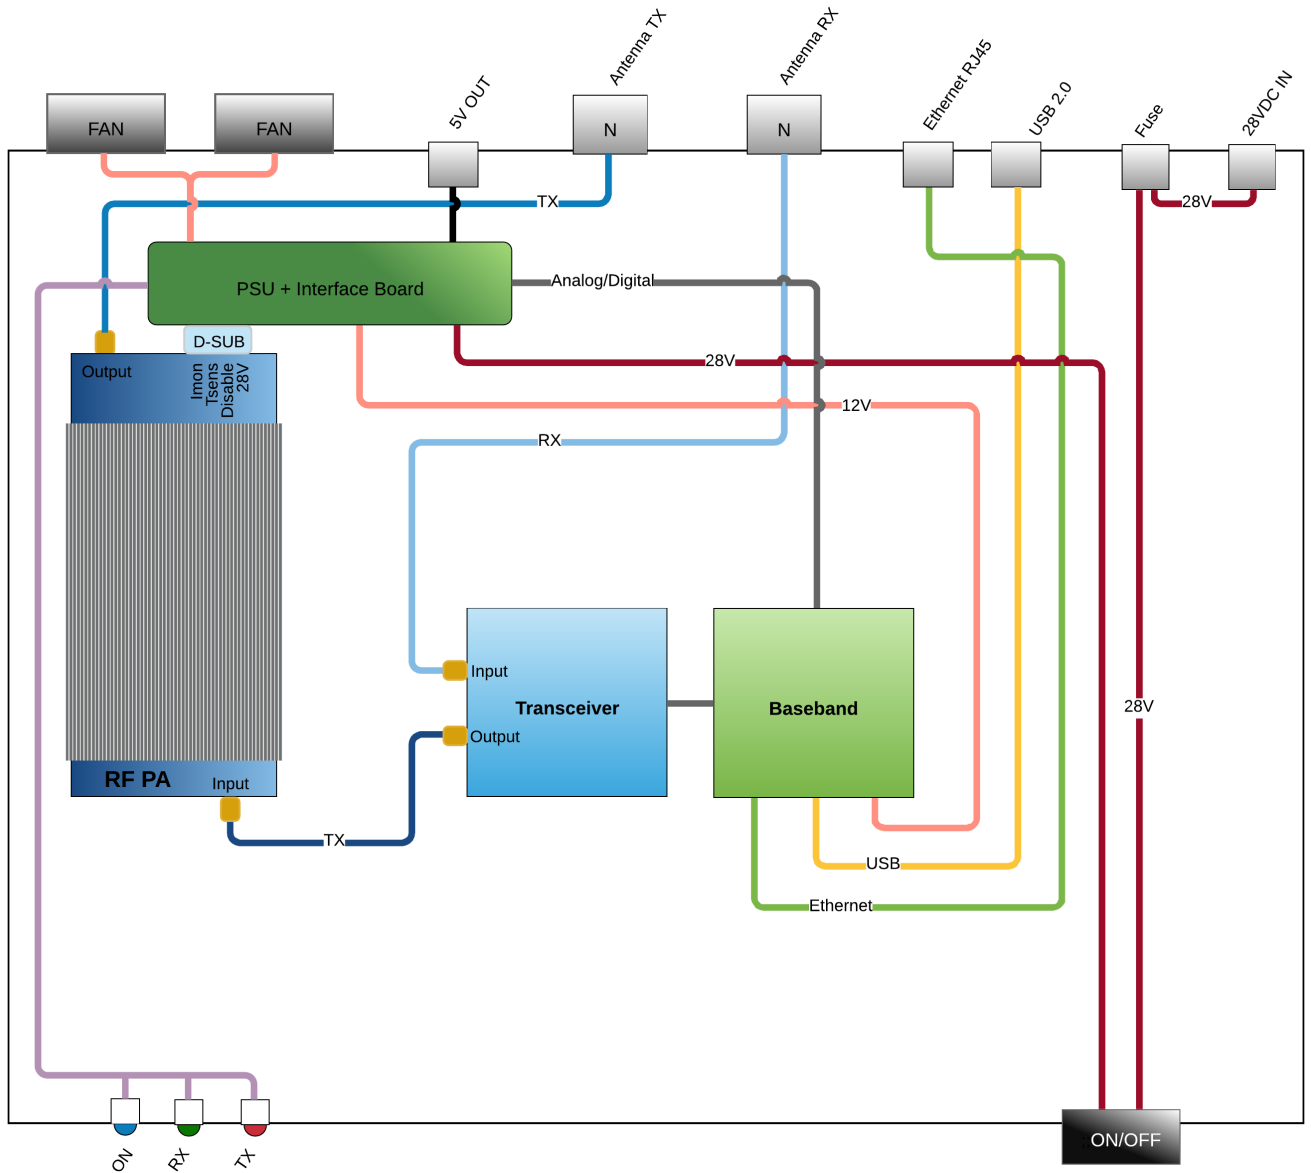 Antenna TX
Antenna RX
5V OUT
Ethernet RJ45
USB 2.0
Fuse
28VDC IN
FAN
FAN
N
N
TX
28V
PSU + Interface Board
Analog/Digital
D-SUB
Output
Imon
Tsens
Disable
28V
28V
12V
RX
Input
Transceiver
Output
Baseband
28V
RF PA
Input
TX
USB
Ethernet
ON
RX
TX
ON/OFF